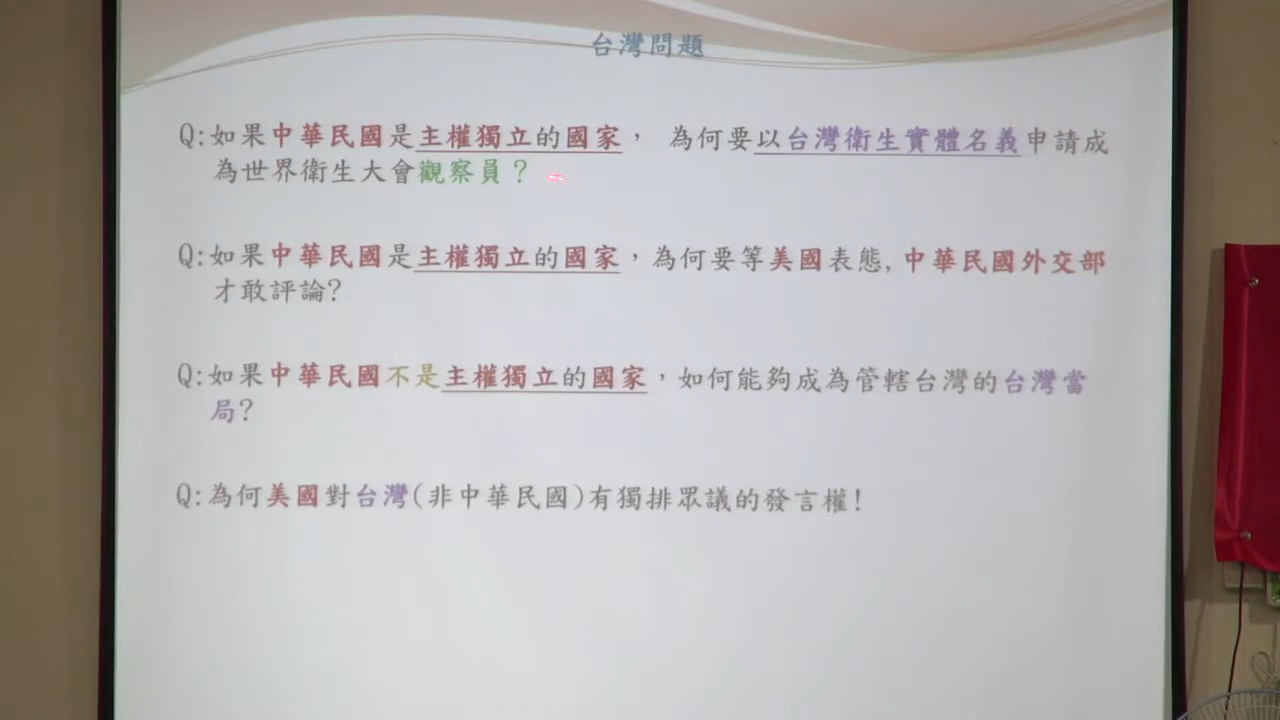 台灣問題
Q:如果中華民國是主權獨立的國家， 為何要以台灣衛生實體名義申請成
為世界衛生大會觀察員？
Q:如果中華民國是主權獨立的國家，為何要等美國表態,中華民國外交部
才敢評論?
Q:如果中華民國不是主權獨立的國家，如何能夠成為管轄台灣的台灣當
局?
Q:為何美國對台灣(非中華民國)有獨排眾議的發言權!